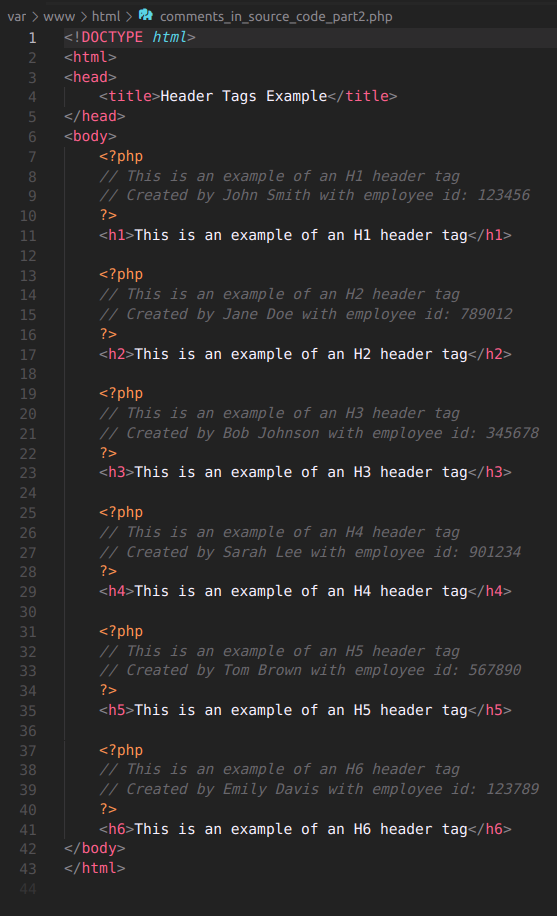 var > www > html > comments_in_source_code_part2.php
1 <!DOCTYPE html>
2 <html>
3 <head>
4     <title>Header Tags Example</title>
5 </head>
6 <body>
7     <?php
8     // This is an example of an H1 header tag
9     // Created by John Smith with employee id: 123456
10     ?>
11     <h1>This is an example of an H1 header tag</h1>
12
13     <?php
14     // This is an example of an H2 header tag
15     // Created by Jane Doe with employee id: 789012
16     ?>
17     <h2>This is an example of an H2 header tag</h2>
18
19     <?php
20     // This is an example of an H3 header tag
21     // Created by Bob Johnson with employee id: 345678
22     ?>
23     <h3>This is an example of an H3 header tag</h3>
24
25     <?php
26     // This is an example of an H4 header tag
27     // Created by Sarah Lee with employee id: 901234
28     ?>
29     <h4>This is an example of an H4 header tag</h4>
30
31     <?php
32     // This is an example of an H5 header tag
33     // Created by Tom Brown with employee id: 567890
34     ?>
35     <h5>This is an example of an H5 header tag</h5>
36
37     <?php
38     // This is an example of an H6 header tag
39     // Created by Emily Davis with employee id: 123789
40     ?>
41     <h6>This is an example of an H6 header tag</h6>
42 </body>
43 </html>
44